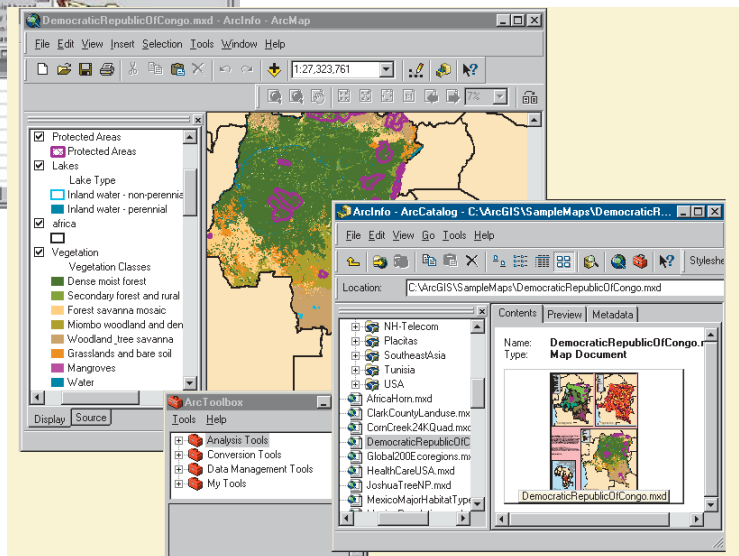 DemocraticRepublicOfCongo.mxd - ArcInfo - ArcMap
File Edit View Insert Selection Tools Window Help
1:27,323,761
7%
Protected Areas
Protected Areas
Lakes
Lake Type
Inland water - non-perennia
Inland water - perennial
africa
Vegetation
Vegetation Classes
Dense moist forest
Secondary forest and rural
Forest savanna mosaic
Miombo woodland and den
Woodland_tree savanna
Grasslands and bare soil
Mangroves
Water
Display Source
ArcToolbox
Tools Help
Analysis Tools
Conversion Tools
Data Management Tools
My Tools
ArcInfo - ArcCatalog - C:\ArcGIS\SampleMaps\DemocraticR...
File Edit View Go Tools Help
Styleshe
Location: C:\ArcGIS\SampleMaps\DemocraticRepublicOfCongo.mxd
NH-Telecom
Placitas
SoutheastAsia
Tunisia
USA
AfricaHorn.mxd
ClarkCountyLanduse.mx
CornCreek24KQuad.mxd
DemocraticRepublicOfC
Global200Ecoregions.mx
HealthCareUSA.mxd
JoshuaTreeNP.mxd
MexicoMajorHabitatType
Contents Preview Metadata
Name: DemocraticRepublicOfCongo.r
Type: Map Document
DemocraticRepublicOfCongo.mxd